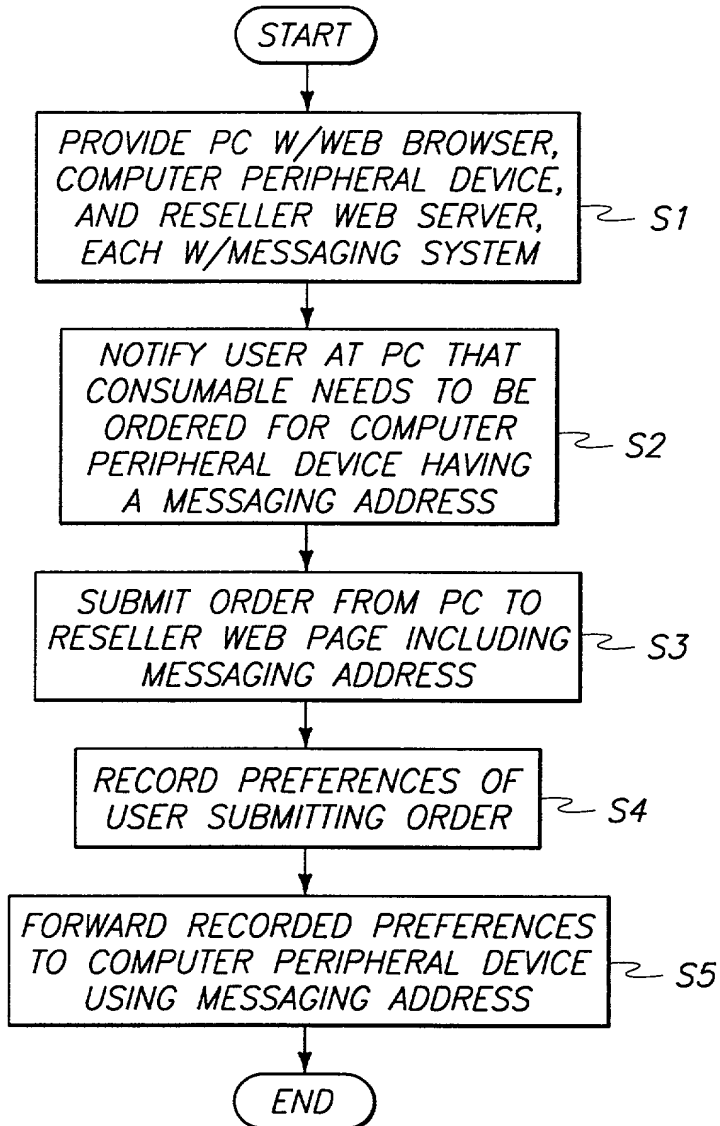 START
PROVIDE PC W/WEB BROWSER,
COMPUTER PERIPHERAL DEVICE,
AND RESELLER WEB SERVER,
EACH W/MESSAGING SYSTEM
S1
NOTIFY USER AT PC THAT
CONSUMABLE NEEDS TO BE
ORDERED FOR COMPUTER
PERIPHERAL DEVICE HAVING
A MESSAGING ADDRESS
S2
SUBMIT ORDER FROM PC TO
RESELLER WEB PAGE INCLUDING
MESSAGING ADDRESS
S3
RECORD PREFERENCES OF
USER SUBMITTING ORDER
S4
FORWARD RECORDED PREFERENCES
TO COMPUTER PERIPHERAL DEVICE
USING MESSAGING ADDRESS
S5
END